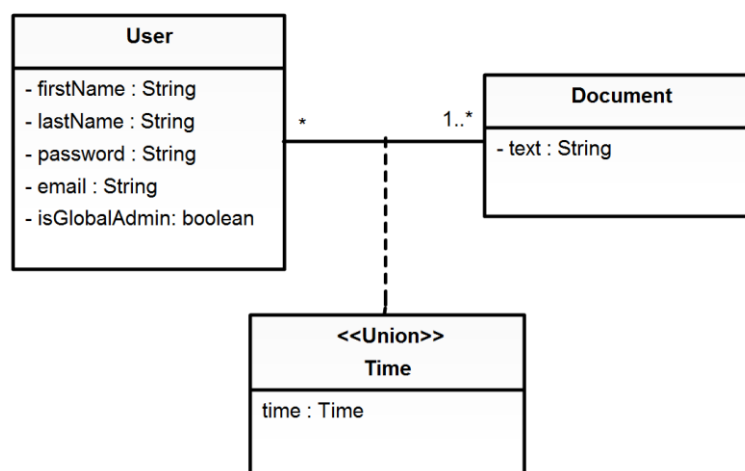 User
- firstName : String
- lastName : String
- password : String
- email : String
- isGlobalAdmin: boolean
*
1..*
Document
- text : String
<<Union>>
Time
time : Time